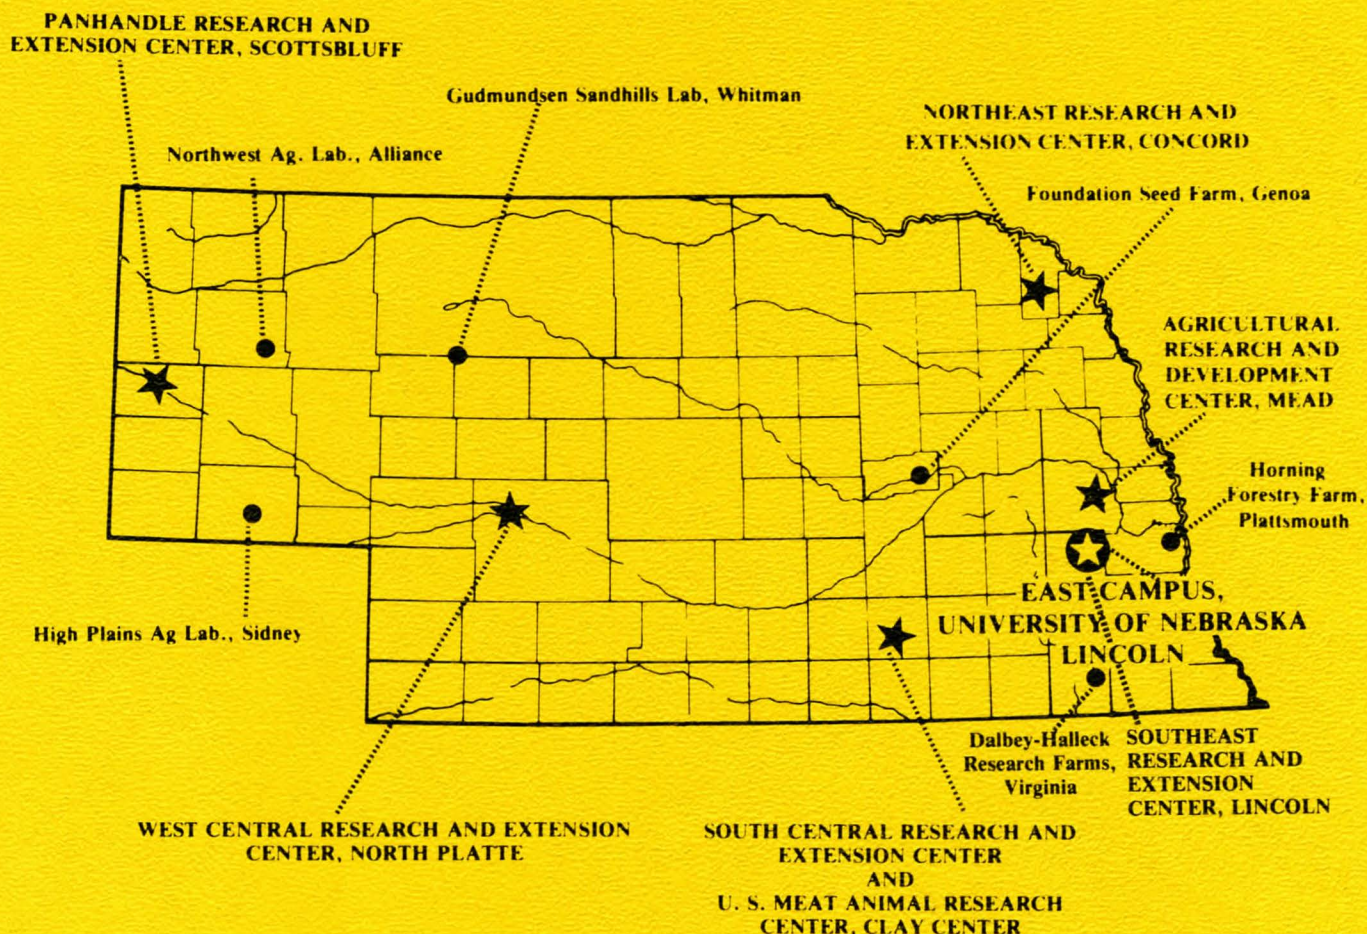 PANHANDLE RESEARCH AND
EXTENSION CENTER, SCOTTSBLUFF
Gudmundsen Sandhills Lab, Whitman
NORTHEAST RESEARCH AND
EXTENSION CENTER, CONCORD
Northwest Ag. Lab., Alliance
Foundation Seed Farm, Genoa
AGRICULTURAL
RESEARCH AND
DEVELOPMENT
CENTER, MEAD
Horning
Forestry Farm,
Plattsmouth
EAST CAMPUS,
UNIVERSITY OF NEBRASKA
LINCOLN
High Plains Ag Lab., Sidney
Dalbey-Halleck
Research Farms,
Virginia
SOUTHEAST
RESEARCH AND
EXTENSION
CENTER, LINCOLN
WEST CENTRAL RESEARCH AND EXTENSION
CENTER, NORTH PLATTE
SOUTH CENTRAL RESEARCH AND
EXTENSION CENTER
AND
U. S. MEAT ANIMAL RESEARCH
CENTER, CLAY CENTER